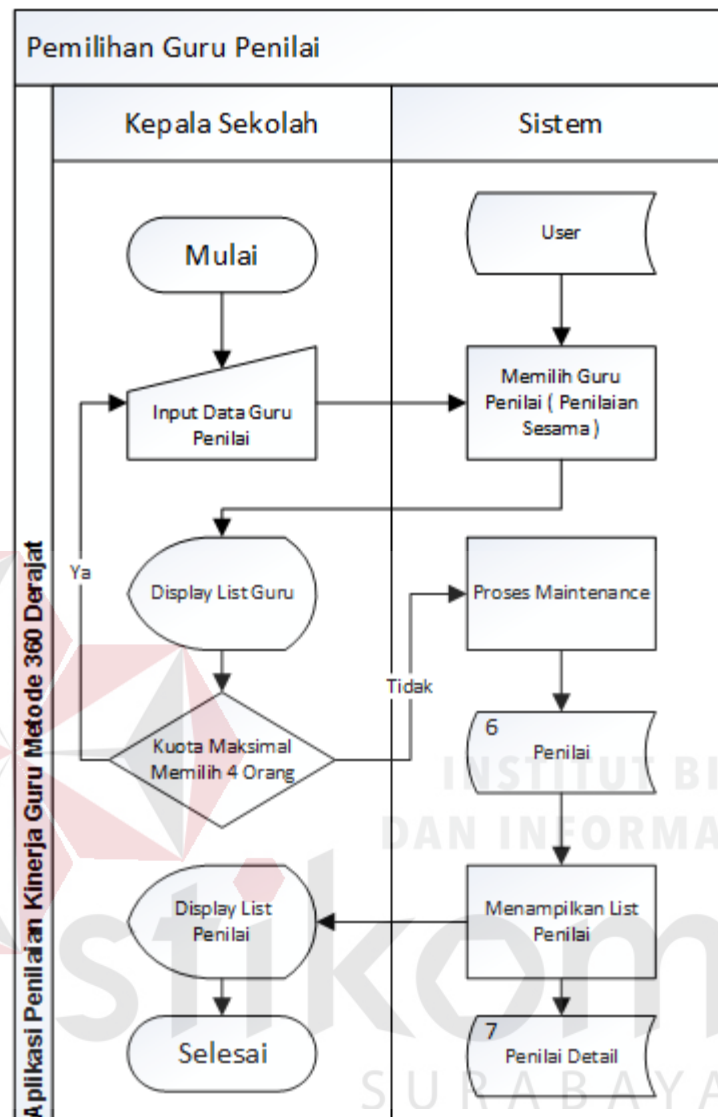 Pemilihan Guru Penilai
Aplikasi Penilaian Kinerja Guru Metode 360 Derajat
Kepala Sekolah
Sistem
Mulai
User
Input Data Guru
Penilai
Memilih Guru
Penilai ( Penilaian
Sesama )
Ya
Display List Guru
Proses Maintenance
Tidak
Kuota Maksimal
Memilih 4 Orang
6
Penilai
INSTITUT BI
DAN INFORMA
Display List
Penilai
Menampilkan List
Penilai
stikom
Selesai
7
Penilai Detail
SURABAYA